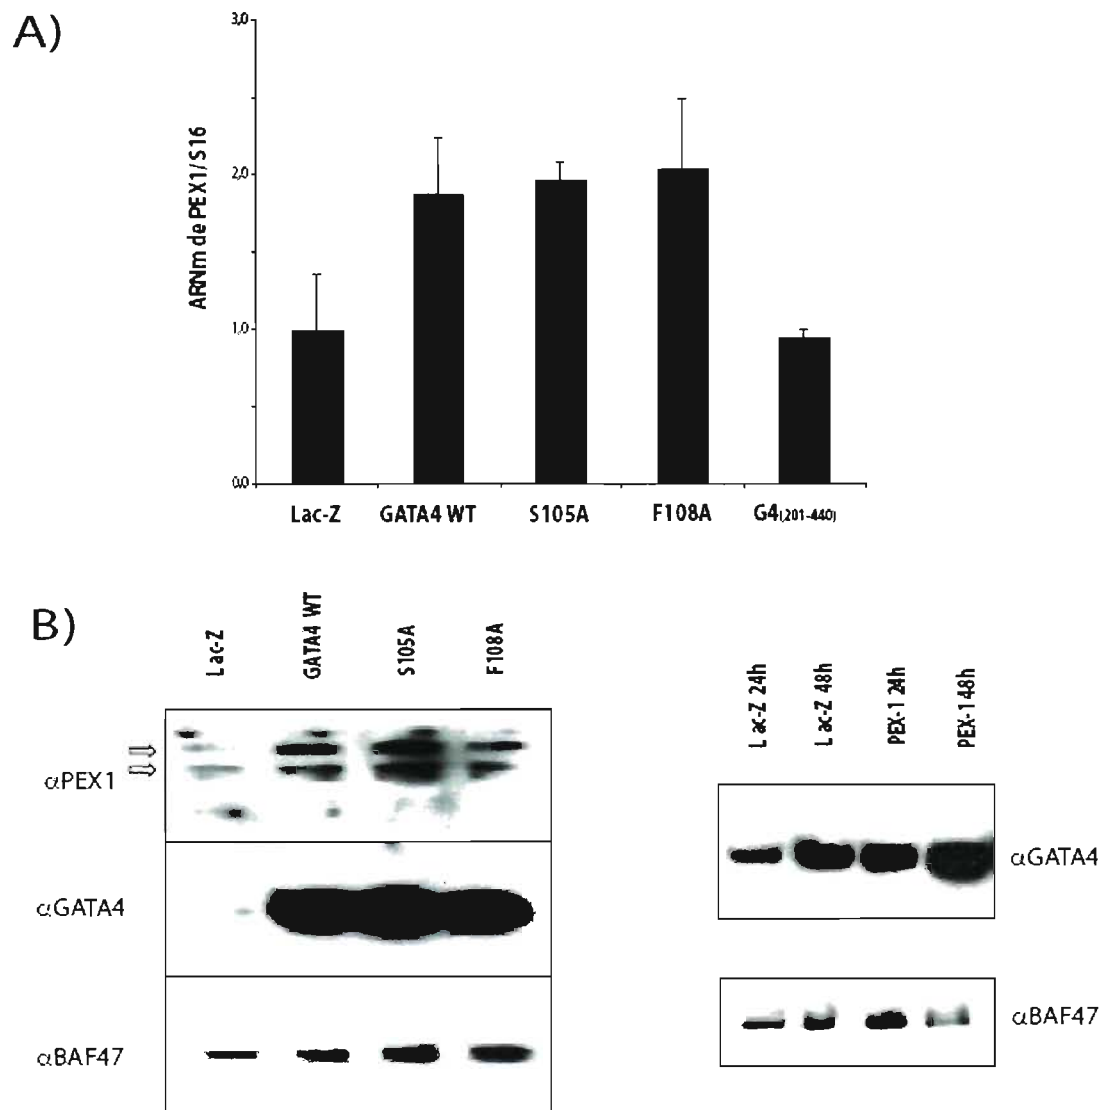 A)
ARNm de PEX1/S16
3,0
2,0
1,0
0,0
Lac-Z GATA4 WT S105A F108A G4(201-440)
B)
Lac-Z GATA4 WT S105A F108A
αPEX1
αGATA4
αBAF47
Lac-Z 24h Lac-Z 48h PEX-1 24h PEX-1 48h
αGATA4
αBAF47